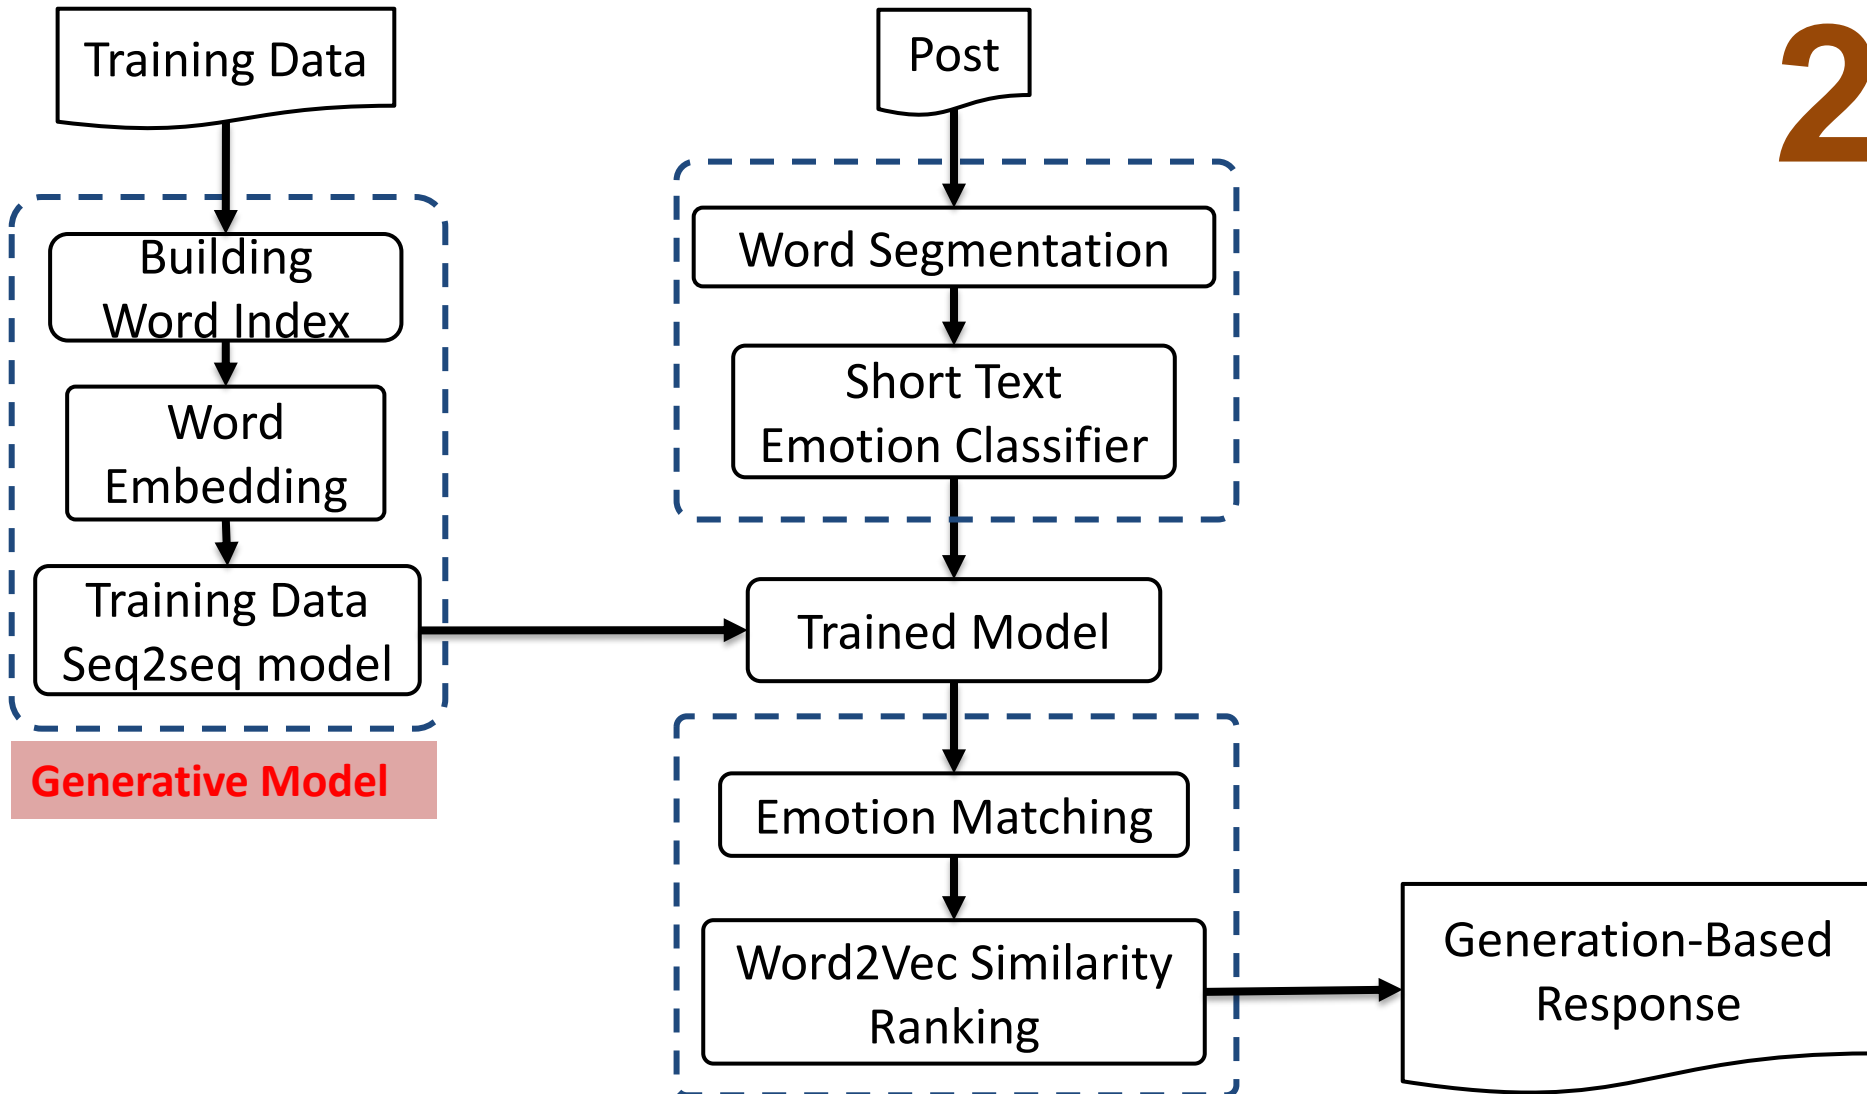 Training Data
Post
2
Building
Word Index
Word
Embedding
Training Data
Seq2seq model
Generative Model
Word Segmentation
Short Text
Emotion Classifier
Trained Model
Emotion Matching
Word2Vec Similarity
Ranking
Generation-Based
Response